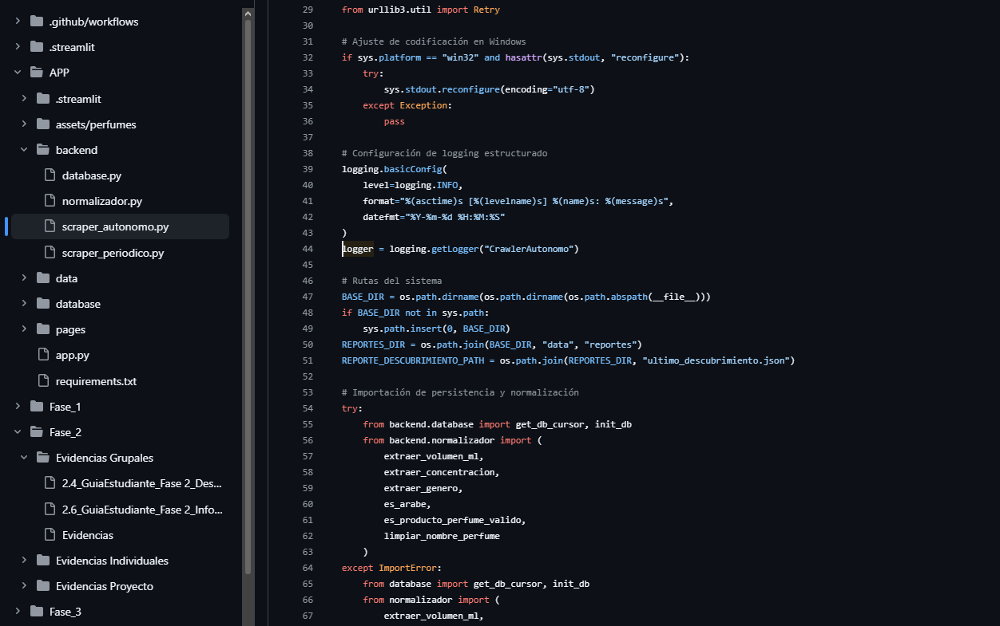 .github/workflows
.streamlit
APP
.streamlit
assets/perfumes
backend
database.py
normalizador.py
scraper_autonomo.py
scraper_periodico.py
data
database
pages
app.py
requirements.txt
Fase_1
Fase_2
Evidencias Grupales
2.4_GuiaEstudiante_Fase 2_Des...
2.6_GuiaEstudiante_Fase 2_Info...
Evidencias
Evidencias Individuales
Evidencias Proyecto
Fase_3
29 from urllib3.util import Retry
30
31 # Ajuste de codificación en Windows
32 if sys.platform == "win32" and hasattr(sys.stdout, "reconfigure"):
33     try:
34         sys.stdout.reconfigure(encoding="utf-8")
35     except Exception:
36         pass
37
38 # Configuración de logging estructurado
39 logging.basicConfig(
40     level=logging.INFO,
41     format="%(asctime)s [%(levelname)s] %(name)s: %(message)s",
42     datefmt="%Y-%m-%d %H:%M:%S"
43 )
44 logger = logging.getLogger("CrawlerAutonomo")
45
46 # Rutas del sistema
47 BASE_DIR = os.path.dirname(os.path.dirname(os.path.abspath(__file__)))
48 if BASE_DIR not in sys.path:
49     sys.path.insert(0, BASE_DIR)
50 REPORTES_DIR = os.path.join(BASE_DIR, "data", "reportes")
51 REPORTE_DESCUBRIMIENTO_PATH = os.path.join(REPORTES_DIR, "ultimo_descubrimiento.json")
52
53 # Importación de persistencia y normalización
54 try:
55     from backend.database import get_db_cursor, init_db
56     from backend.normalizador import (
57         extraer_volumen_ml,
58         extraer_concentracion,
59         extraer_genero,
60         es_arabe,
61         es_producto_perfume_valido,
62         limpiar_nombre_perfume
63     )
64 except ImportError:
65     from database import get_db_cursor, init_db
66     from normalizador import (
67         extraer_volumen_ml,